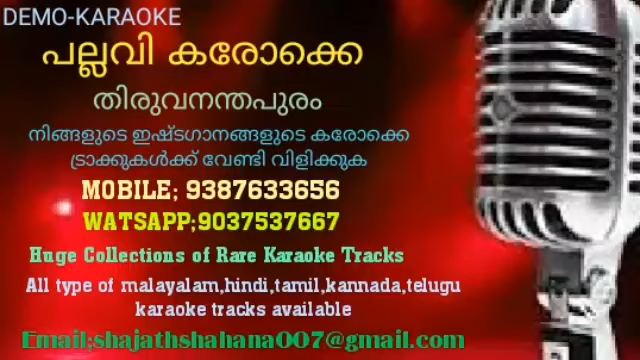 DEMO-KARAOKE
പല്ലവി കരോക്കെ
തിരുവനന്തപുരം
നിങ്ങളുടെ ഇഷ്ടഗാനങ്ങളുടെ കരോക്കെ
ട്രാക്കുകൾക്ക് വേണ്ടി വിളിക്കുക
MOBILE; 9387633656
WATSAPP;9037537667
Huge Collections of Rare Karaoke Tracks
All type of malayalam,hindi,tamil,kannada,telugu
karaoke tracks available
Email;shajathshahana007@gmail.com